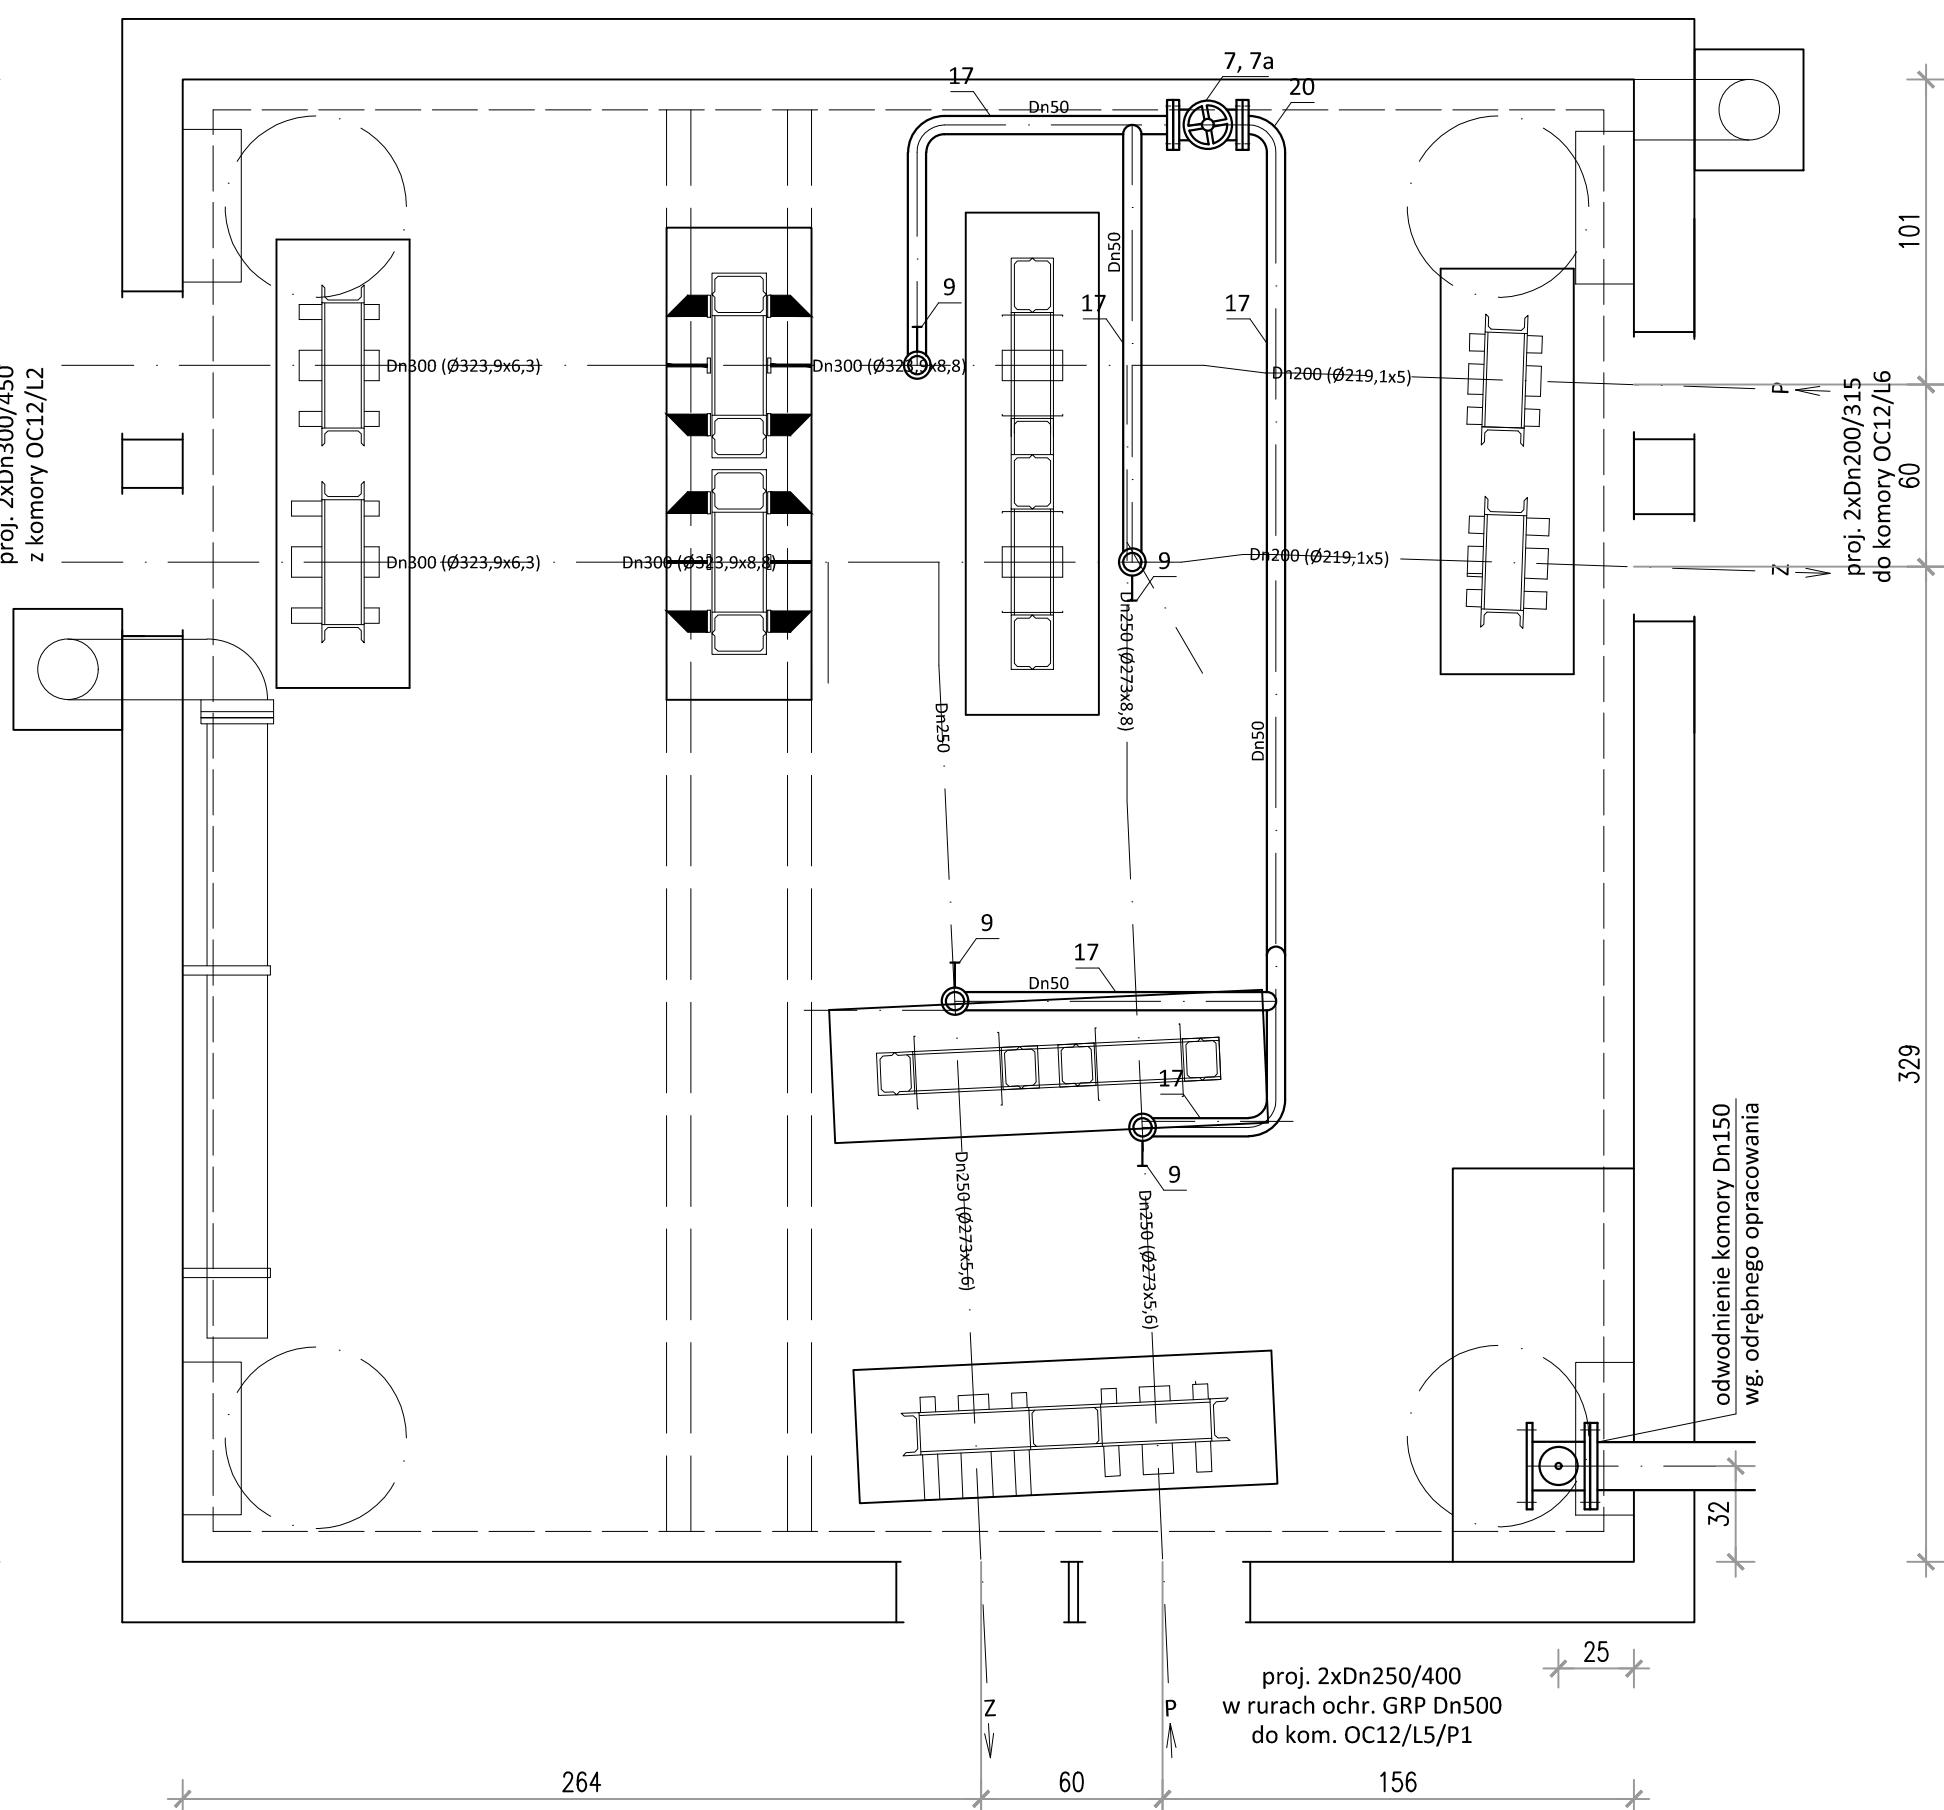 7, 7a
17
20
Dn50
101
Dn50
9
17
17
proj. 2xDn300/450
z komory OC12/L2
Dn300 (Ø323,9x6,3)
Dn300 (Ø323,9x8,8)
Dn200 (Ø219,1x5)
P
proj. 2xDn200/315
do komory OC12/L6
60
Dn300 (Ø323,9x6,3)
Dn300 (Ø323,9x8,8)
Dn200 (Ø219,1x5)
9
Z
Dn250 (Ø273x8,8)
Dn250
Dn50
9
17
Dn50
329
17
9
Dn250 (Ø273x5,6)
Dn250 (Ø273x5,6)
odwodnienie komory Dn150
wg. odrębnego opracowania
32
25
proj. 2xDn250/400
w rurach ochr. GRP Dn500
do kom. OC12/L5/P1
Z
P
264
60
156